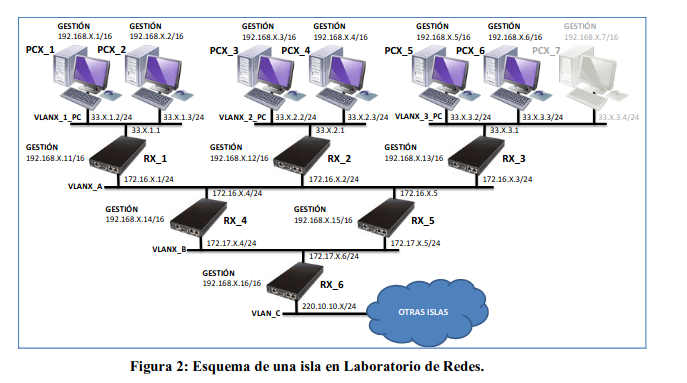 GESTIÓN
192.168.X.1/16
GESTIÓN
192.168.X.2/16
GESTIÓN
192.168.X.3/16
GESTIÓN
192.168.X.4/16
GESTIÓN
192.168.X.5/16
GESTIÓN
192.168.X.6/16
GESTIÓN
192.168.X.7/16
PCX_1
PCX_2
PCX_3
PCX_4
PCX_5
PCX_6
PCX_7
VLANX_1_PC
33.X.1.2/24
33.X.1.3/24
VLANX_2_PC
33.X.2.2/24
33.X.2.3/24
VLANX_3_PC
33.X.3.2/24
33.X.3.3/24
33.X.3.4/24
33.X.1.1
33.X.2.1
33.X.3.1
GESTIÓN
192.168.X.11/16
RX_1
GESTIÓN
192.168.X.12/16
RX_2
GESTIÓN
192.168.X.13/16
RX_3
172.16.X.1/24
172.16.X.2/24
172.16.X.3/24
VLANX_A
172.16.X.4/24
172.16.X.5
GESTIÓN
192.168.X.14/16
RX_4
GESTIÓN
192.168.X.15/16
RX_5
172.17.X.4/24
172.17.X.5/24
VLANX_B
172.17.X.6/24
GESTIÓN
192.168.X.16/16
RX_6
220.10.10.X/24
VLAN_C
OTRAS ISLAS
Figura 2: Esquema de una isla en Laboratorio de Redes.